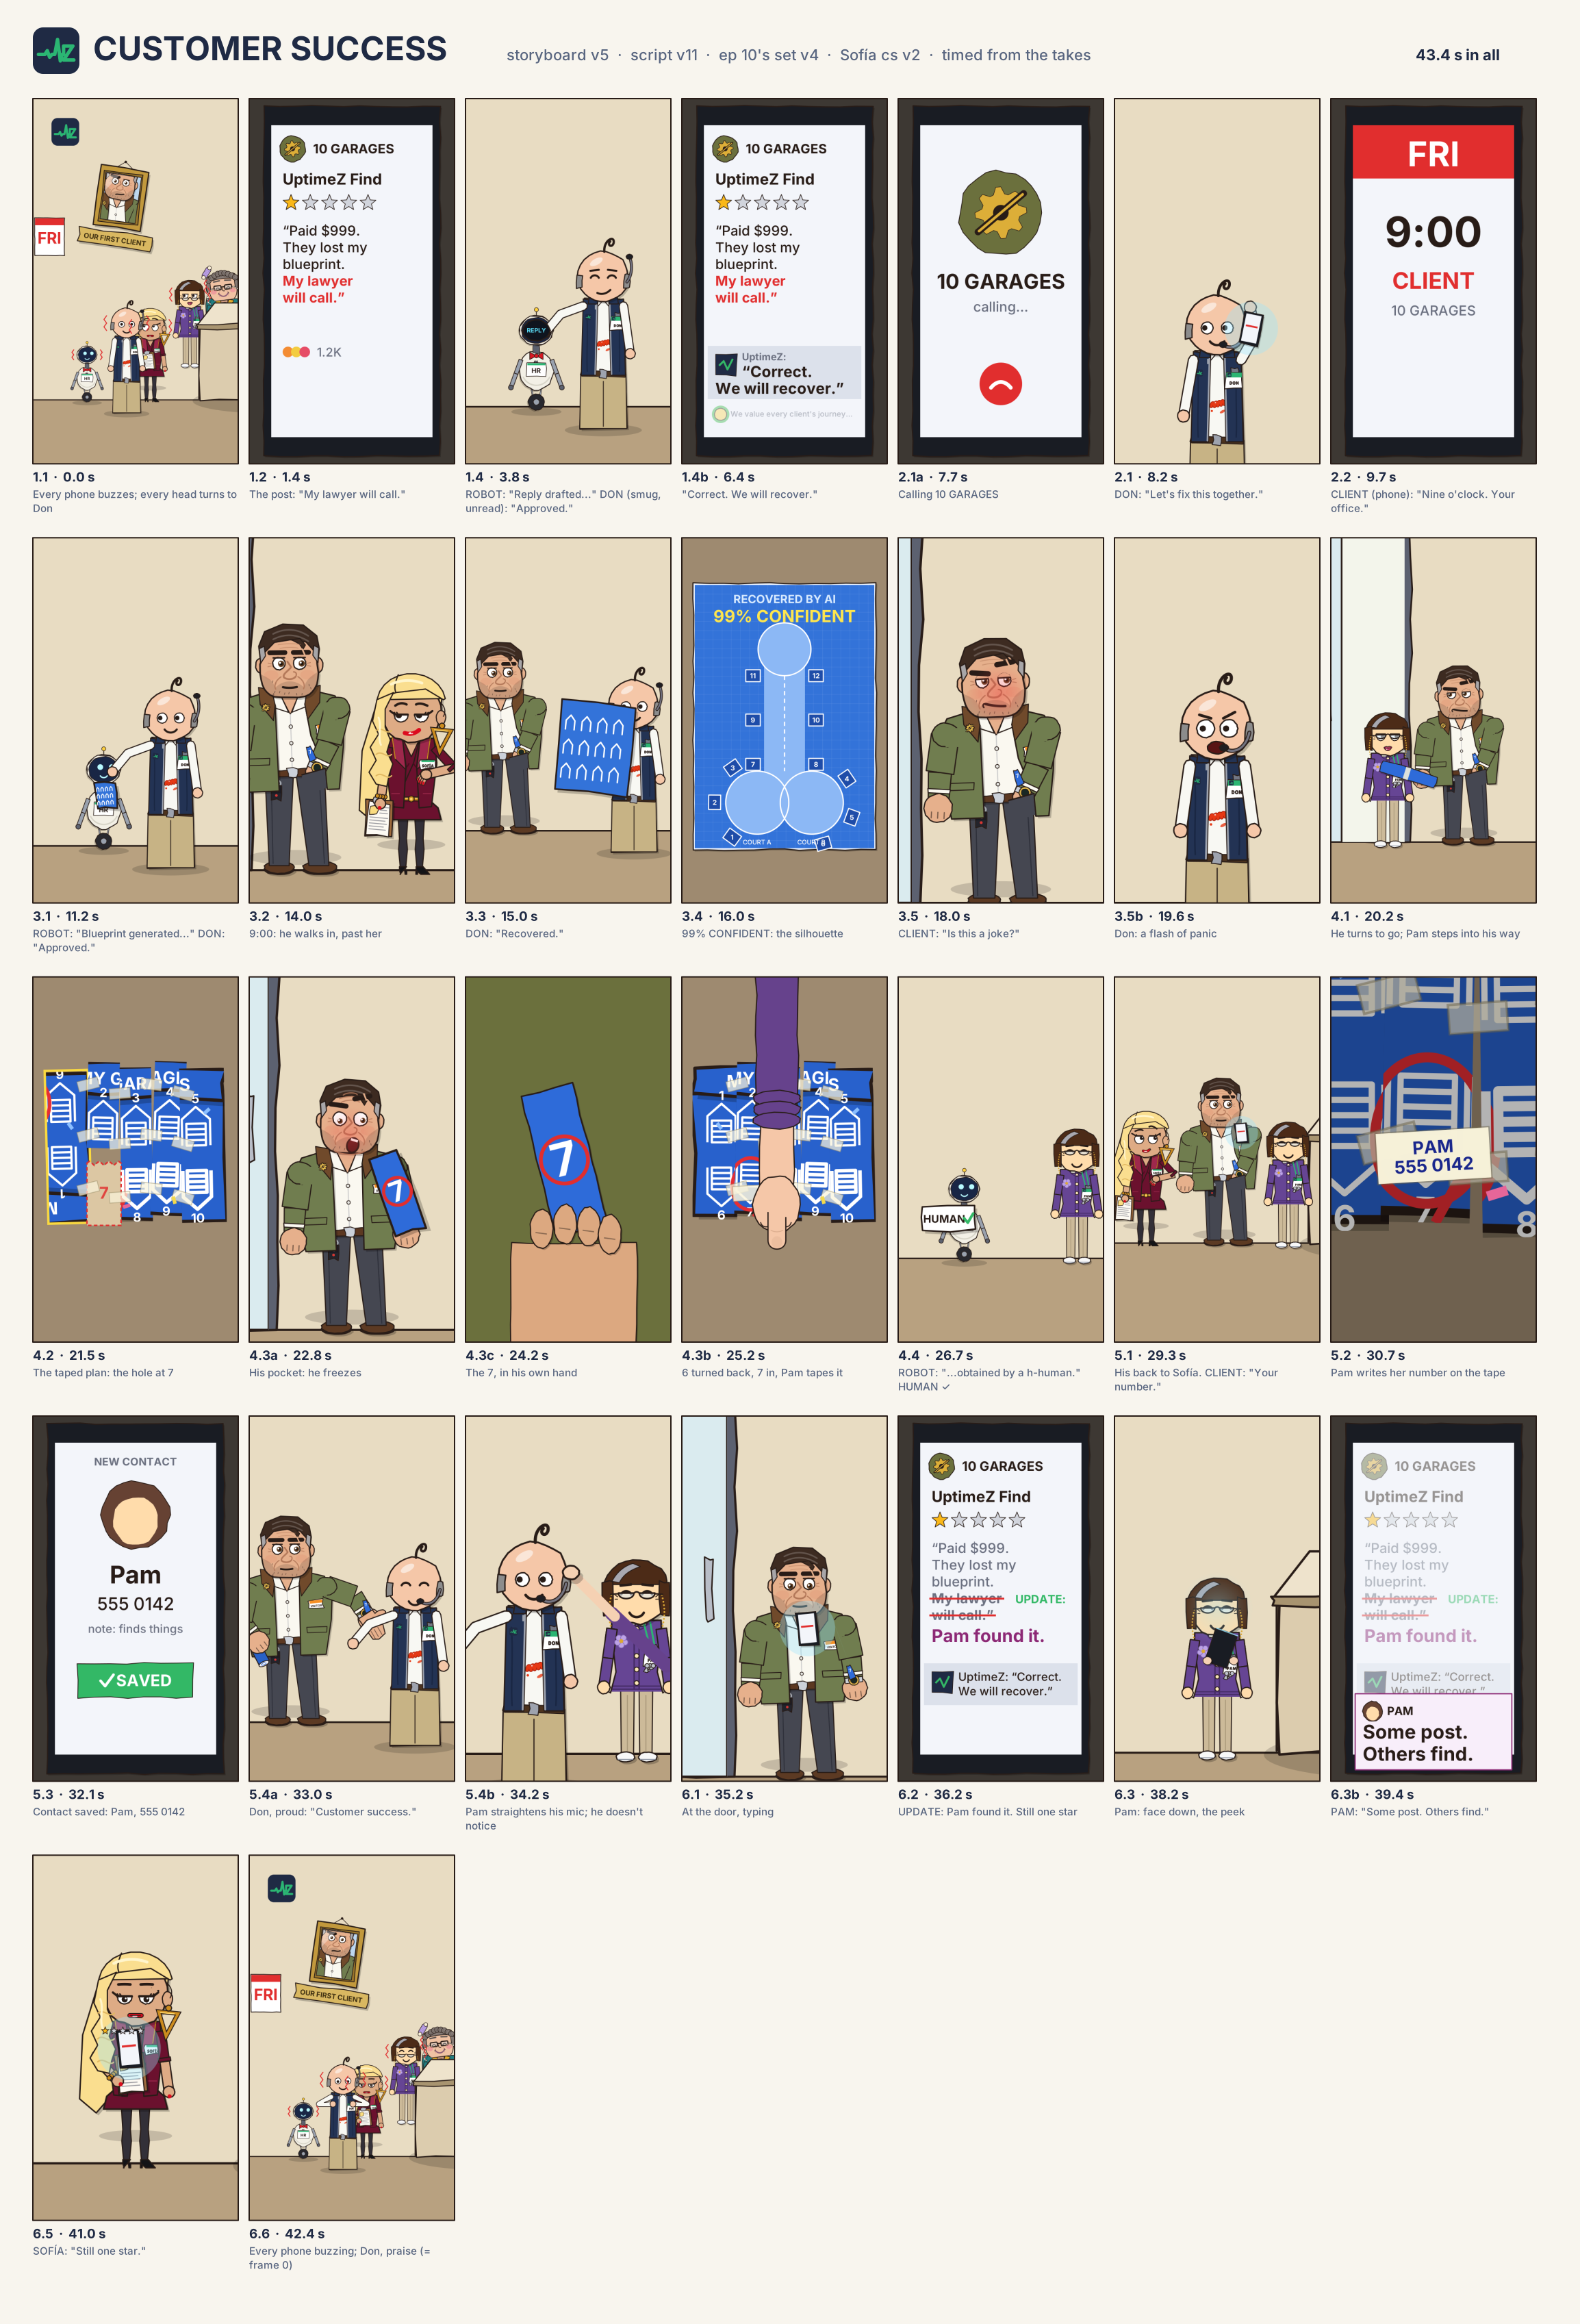 CUSTOMER SUCCESS
storyboard v5 · script v11 · ep 10's set v4 · Sofía cs v2 · timed from the takes
43.4 s in all
FRI
OUR FIRST CLIENT
HR
1.1 · 0.0 s
Every phone buzzes; every head turns to
Don
10 GARAGES
UptimeZ Find
“Paid $999.
They lost my
blueprint.
My lawyer
will call.”
1.2K
1.2 · 1.4 s
The post: "My lawyer will call."
REPLY
HR
DON
1.4 · 3.8 s
ROBOT: "Reply drafted..." DON (smug,
unread): "Approved."
10 GARAGES
UptimeZ Find
“Paid $999.
They lost my
blueprint.
My lawyer
will call.”
UptimeZ:
“Correct.
We will recover.”
We value every client's journey...
1.4b · 6.4 s
"Correct. We will recover."
10 GARAGES
calling...
2.1a · 7.7 s
Calling 10 GARAGES
DON
2.1 · 8.2 s
DON: "Let's fix this together."
FRI
9:00
CLIENT
10 GARAGES
2.2 · 9.7 s
CLIENT (phone): "Nine o'clock. Your
office."
DON
3.1 · 11.2 s
ROBOT: "Blueprint generated..." DON:
"Approved."
3.2 · 14.0 s
9:00: he walks in, past her
3.3 · 15.0 s
DON: "Recovered."
RECOVERED BY AI
99% CONFIDENT
11 12
9 10
3 7 8 4
2 5
1 COURT A COURT 6
3.4 · 16.0 s
99% CONFIDENT: the silhouette
3.5 · 18.0 s
CLIENT: "Is this a joke?"
DON
3.5b · 19.6 s
Don: a flash of panic
4.1 · 20.2 s
He turns to go; Pam steps into his way
9 MY GARAGIS
2 3 4 5
7
8 9 10
4.2 · 21.5 s
The taped plan: the hole at 7
7
4.3a · 22.8 s
His pocket: he freezes
7
4.3c · 24.2 s
The 7, in his own hand
MY AGIS
1 2 4 5
6 9 10
4.3b · 25.2 s
6 turned back, 7 in, Pam tapes it
HUMAN✓
4.4 · 26.7 s
ROBOT: "...obtained by a h-human."
HUMAN ✓
5.1 · 29.3 s
His back to Sofía. CLIENT: "Your
number."
PAM
555 0142
6 7 8
5.2 · 30.7 s
Pam writes her number on the tape
NEW CONTACT
Pam
555 0142
note: finds things
✓SAVED
5.3 · 32.1 s
Contact saved: Pam, 555 0142
DON
5.4a · 33.0 s
Don, proud: "Customer success."
DON
5.4b · 34.2 s
Pam straightens his mic; he doesn't
notice
6.1 · 35.2 s
At the door, typing
10 GARAGES
UptimeZ Find
“Paid $999.
They lost my
blueprint.
My lawyer UPDATE:
will call.”
Pam found it.
UptimeZ: “Correct.
We will recover.”
6.2 · 36.2 s
UPDATE: Pam found it. Still one star
6.3 · 38.2 s
Pam: face down, the peek
10 GARAGES
UptimeZ Find
“Paid $999.
They lost my
blueprint.
My lawyer UPDATE:
will call.”
Pam found it.
UptimeZ: “Correct.
We will recover.”
PAM
Some post.
Others find.
6.3b · 39.4 s
PAM: "Some post. Others find."
6.5 · 41.0 s
SOFÍA: "Still one star."
FRI
OUR FIRST CLIENT
HR
6.6 · 42.4 s
Every phone buzzing; Don, praise (=
frame 0)